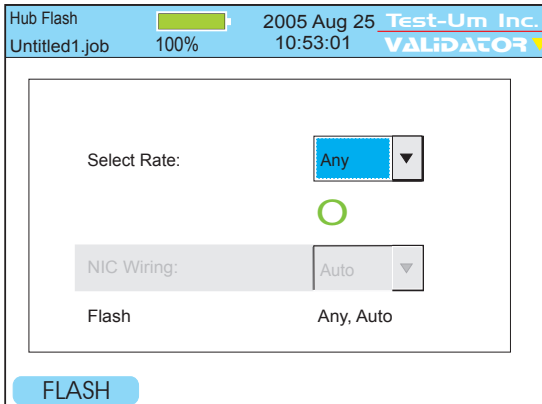 Hub Flash 2005 Aug 25 Test-Um Inc.
Untitled1.job 100% 10:53:01 VALIDATOR
Select Rate: Any
O
NIC Wiring: Auto
Flash Any, Auto
FLASH